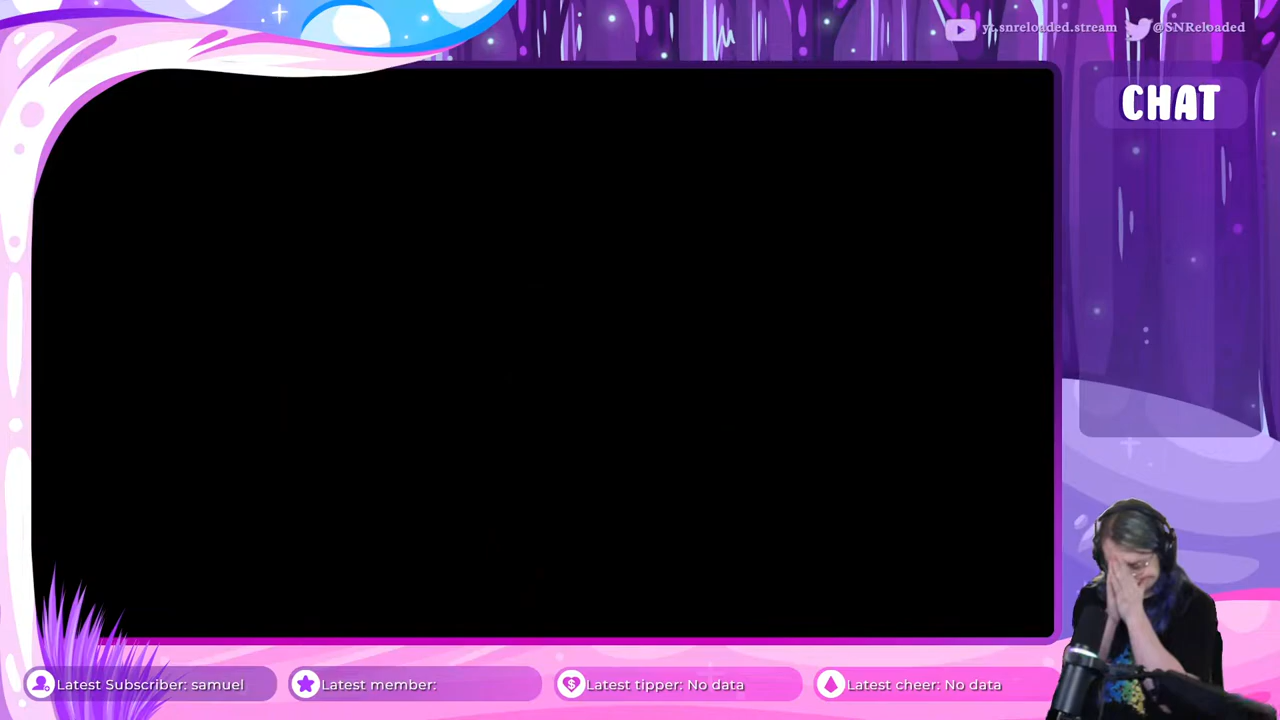 yt.snreloaded.stream
@SNReloaded
CHAT
Latest Subscriber: samuel
Latest member:
Latest tipper: No data
Latest cheer: No data